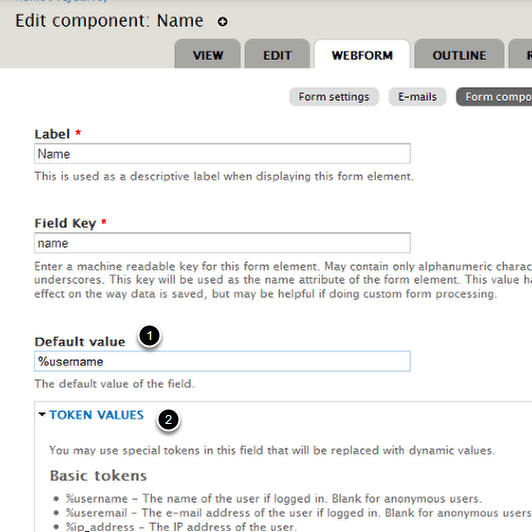 Edit component: Name
VIEW EDIT WEBFORM OUTLINE
Form settings E-mails Form compo
Label *
Name
This is used as a descriptive label when displaying this form element.
Field Key *
name
Enter a machine readable key for this form element. May contain only alphanumeric charac
underscores. This key will be used as the name attribute of the form element. This value ha
effect on the way data is saved, but may be helpful if doing custom form processing.
Default value 1
%username
The default value of the field.
TOKEN VALUES 2
You may use special tokens in this field that will be replaced with dynamic values.
Basic tokens
• %username - The name of the user if logged in. Blank for anonymous users.
• %useremail - The e-mail address of the user if logged in. Blank for anonymous users
• %ip_address - The IP address of the user.